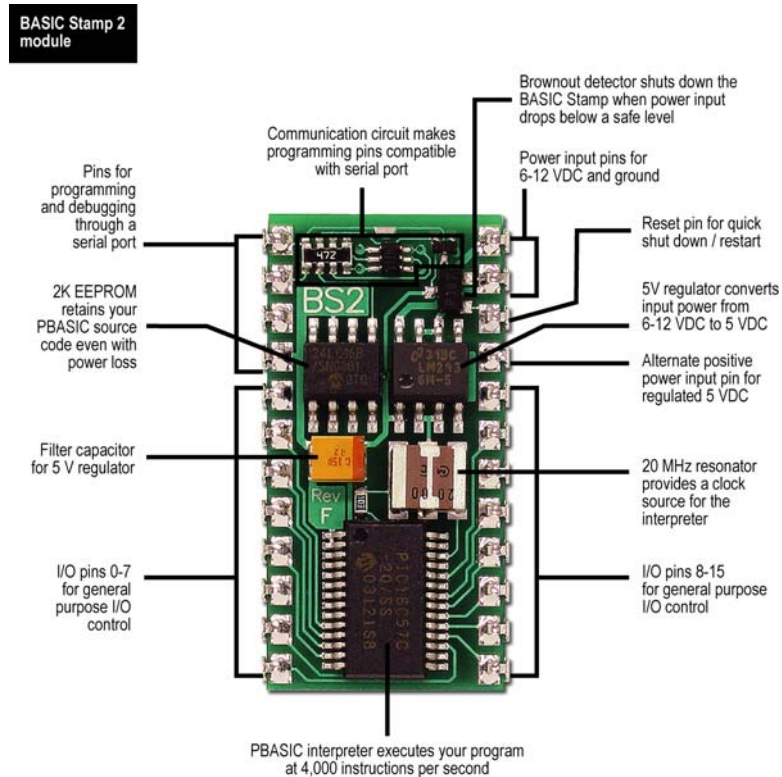 BASIC Stamp 2
module
Brownout detector shuts down the
BASIC Stamp when power input
drops below a safe level
Communication circuit makes
programming pins compatible
with serial port
Power input pins for
6-12 VDC and ground
Pins for
programming
and debugging
through a
serial port
Reset pin for quick
shut down / restart
2K EEPROM
retains your
PBASIC source
code even with
power loss
5V regulator converts
input power from
6-12 VDC to 5 VDC
Alternate positive
power input pin for
regulated 5 VDC
Filter capacitor
for 5 V regulator
20 MHz resonator
provides a clock
source for the
interpreter
I/O pins 0-7
for general
purpose I/O
control
I/O pins 8-15
for general purpose
I/O control
PBASIC interpreter executes your program
at 4,000 instructions per second
472
BS2
6M-5
Rev
F
PIC16C57C
20/SS